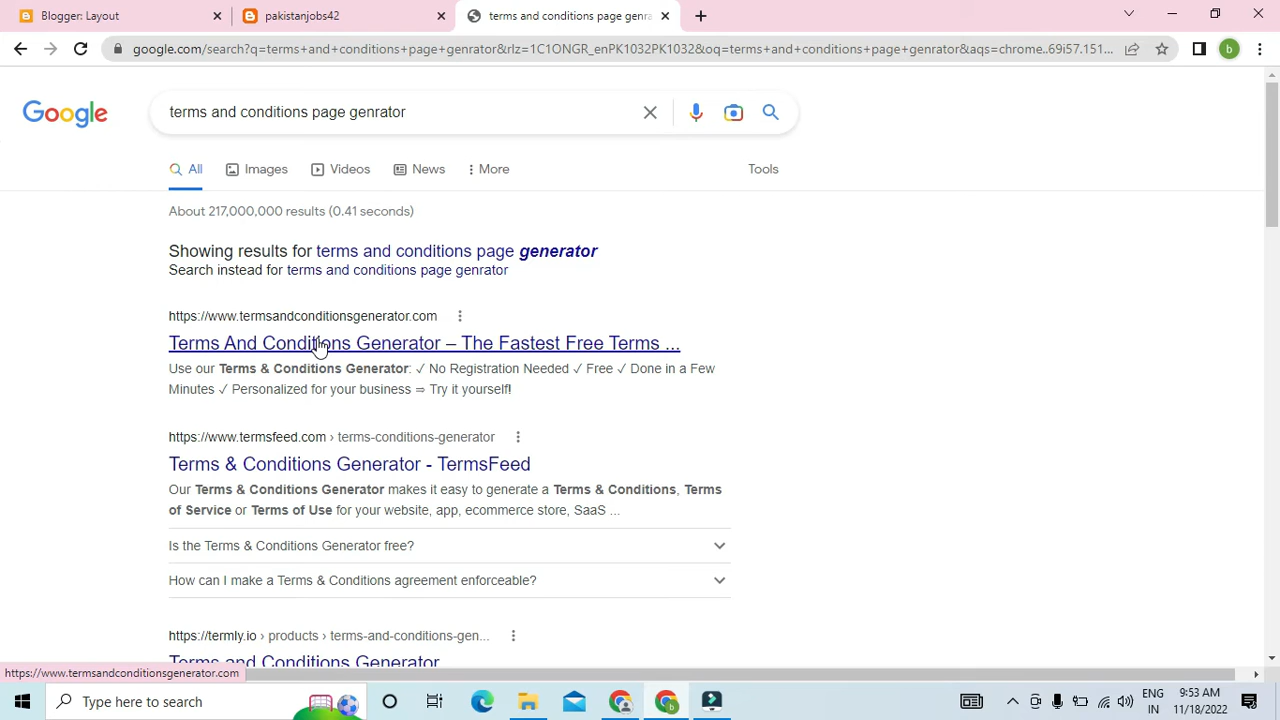 Blogger: Layout
pakistanjobs42
terms and conditions page genra
google.com/search?q=terms+and+conditions+page+genrator&rlz=1C1ONGR_enPK1032PK1032&oq=terms+and+conditions+page+genrator&aqs=chrome..69i57.151...
b
Google
terms and conditions page genrator
All
Images
Videos
News
More
Tools
About 217,000,000 results (0.41 seconds)
Showing results for terms and conditions page generator
Search instead for terms and conditions page genrator
https://www.termsandconditionsgenerator.com
Terms And Conditions Generator – The Fastest Free Terms ...
Use our Terms & Conditions Generator: ✓ No Registration Needed ✓ Free ✓ Done in a Few
Minutes ✓ Personalized for your business ⇒ Try it yourself!
https://www.termsfeed.com › terms-conditions-generator
Terms & Conditions Generator - TermsFeed
Our Terms & Conditions Generator makes it easy to generate a Terms & Conditions, Terms
of Service or Terms of Use for your website, app, ecommerce store, SaaS ...
Is the Terms & Conditions Generator free?
How can I make a Terms & Conditions agreement enforceable?
https://termly.io › products › terms-and-conditions-gen...
Terms and Conditions Generator
https://www.termsandconditionsgenerator.com
Type here to search
b
ENG
IN
9:53 AM
11/18/2022